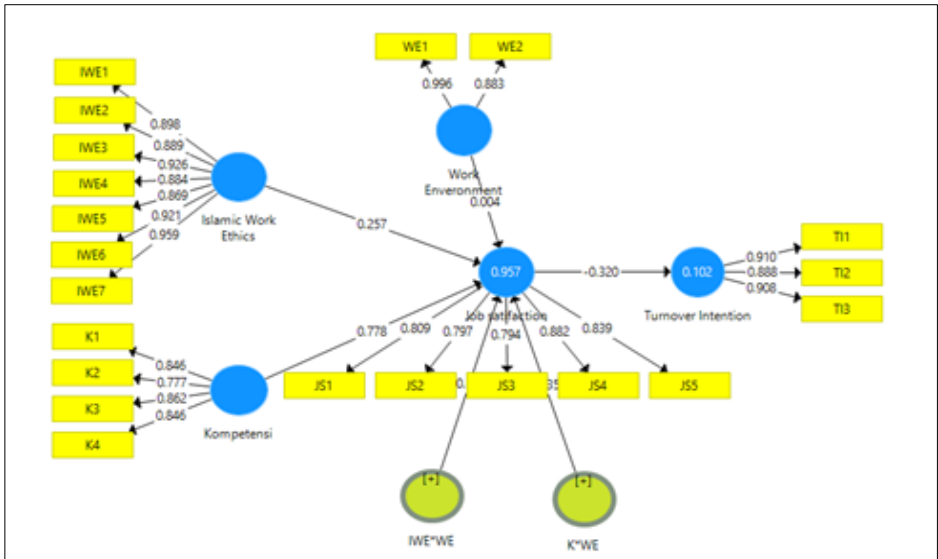 WE1 WE2
0.996 0.883
Work
Enveronment
0.004
IWE1
IWE2
IWE3
IWE4
IWE5
IWE6
IWE7
0.898
0.889
0.926
0.884
0.869
0.921
0.959
Islamic Work
Ethics
0.257
0.957
Job satifaction
-0.320
0.102
Turnover Intention
0.910
0.888
0.908
TI1
TI2
TI3
K1
K2
K3
K4
0.846
0.777
0.862
0.846
Kompetensi
0.778
0.809 0.797 0.794 0.882 0.839
JS1 JS2 JS3 JS4 JS5
[+] [+]
IWE*WE K*WE